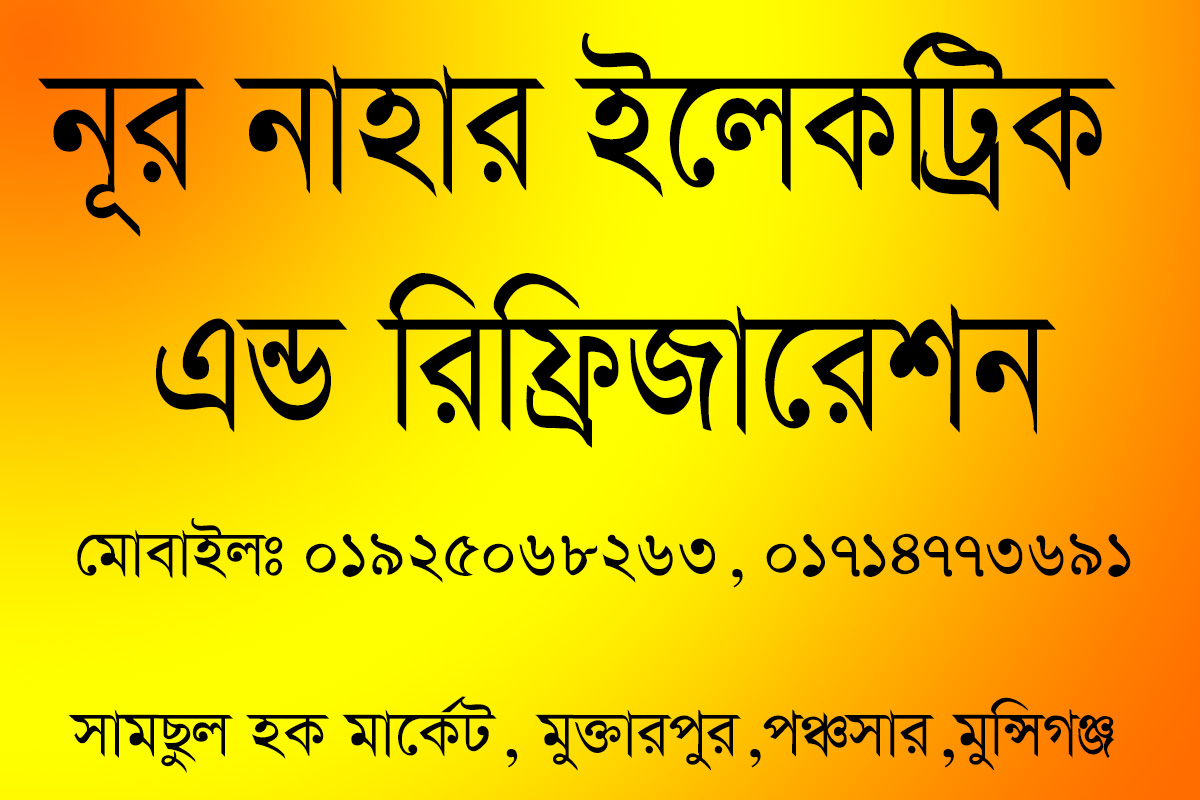 নূর নাহার ইলেকট্রিক
এন্ড রিফ্রিজারেশন
মোবাইলঃ ০১৯২৫০৬৮২৬৩, ০১৭১৪৭৭৩৬৯১
সামছুল হক মার্কেট, মুক্তারপুর,পঞ্চসার,মুন্সিগঞ্জ